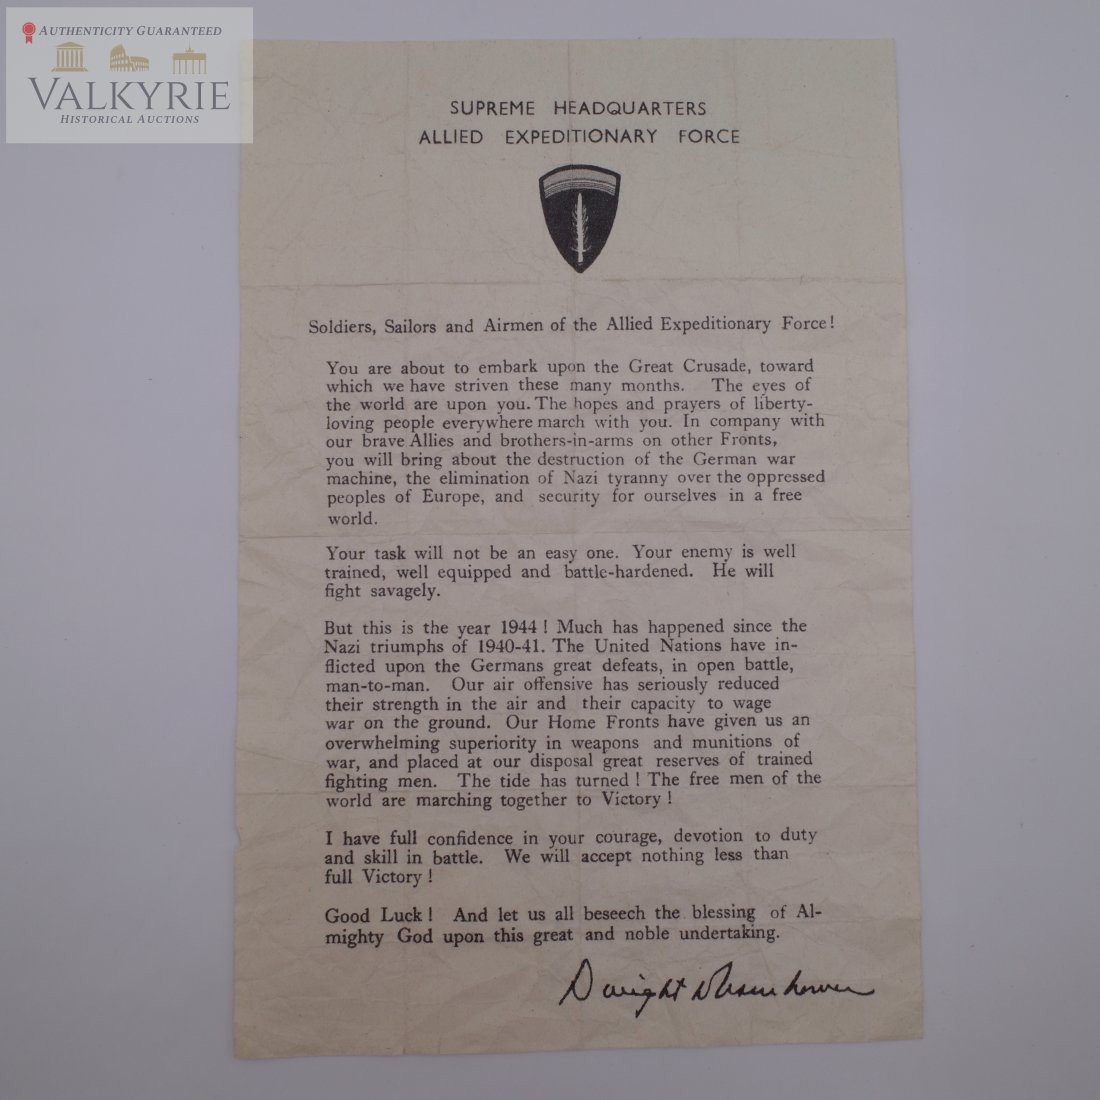 AUTHENTICITY GUARANTEED
VALKYRIE
HISTORICAL AUCTIONS
SUPREME HEADQUARTERS
ALLIED EXPEDITIONARY FORCE
Soldiers, Sailors and Airmen of the Allied Expeditionary Force!
You are about to embark upon the Great Crusade, toward
which we have striven these many months. The eyes of
the world are upon you. The hopes and prayers of liberty-
loving people everywhere march with you. In company with
our brave Allies and brothers-in-arms on other Fronts,
you will bring about the destruction of the German war
machine, the elimination of Nazi tyranny over the oppressed
peoples of Europe, and security for ourselves in a free
world.
Your task will not be an easy one. Your enemy is well
trained, well equipped and battle-hardened. He will
fight savagely.
But this is the year 1944 ! Much has happened since the
Nazi triumphs of 1940-41. The United Nations have in-
flicted upon the Germans great defeats, in open battle,
man-to-man. Our air offensive has seriously reduced
their strength in the air and their capacity to wage
war on the ground. Our Home Fronts have given us an
overwhelming superiority in weapons and munitions of
war, and placed at our disposal great reserves of trained
fighting men. The tide has turned ! The free men of the
world are marching together to Victory !
I have full confidence in your courage, devotion to duty
and skill in battle. We will accept nothing less than
full Victory !
Good Luck ! And let us all beseech the blessing of Al-
mighty God upon this great and noble undertaking.
Dwight D Eisenhower